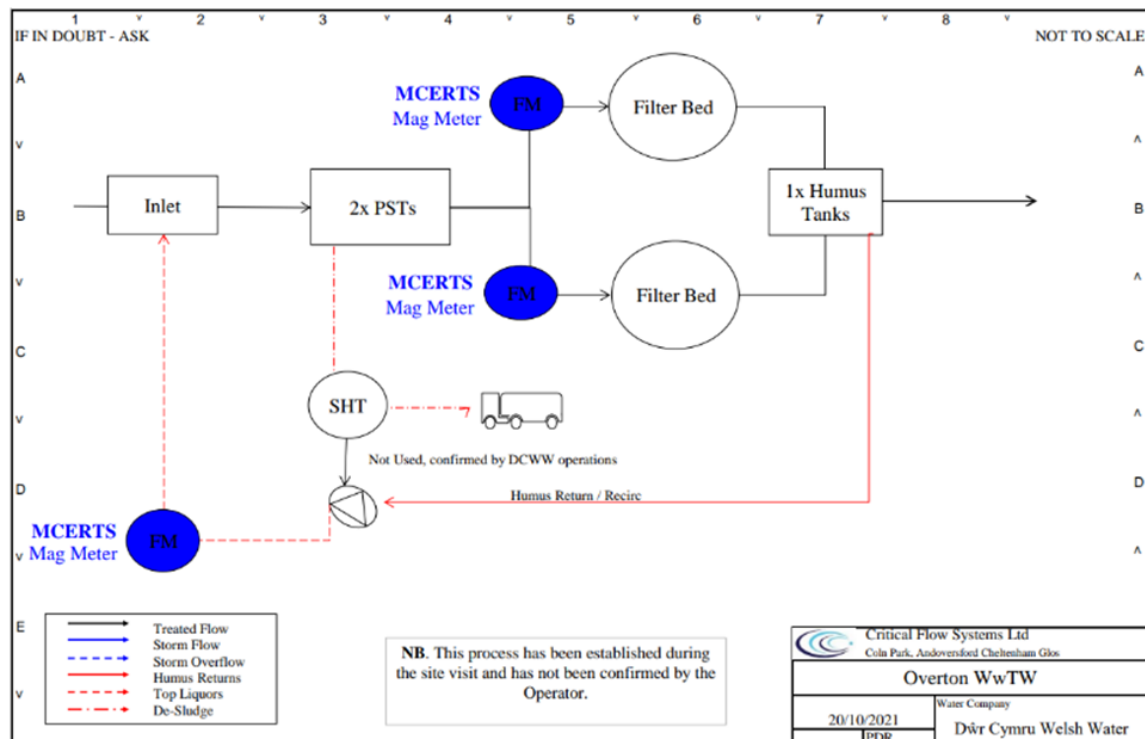 1 v 2 v 3 v 4 v 5 v 6 v 7 v 8 v
IF IN DOUBT - ASK
NOT TO SCALE
A
A
v
v
B
B
v
v
C
C
v
v
D
D
v
v
E
v
MCERTS
Mag Meter
FM
Filter Bed
Inlet
2x PSTs
1x Humus
Tanks
MCERTS
Mag Meter
FM
Filter Bed
SHT
Not Used, confirmed by DCWW operations
Humus Return / Recirc
MCERTS
Mag Meter
FM
Treated Flow
Storm Flow
Storm Overflow
Humus Returns
Top Liquors
De-Sludge
NB. This process has been established during
the site visit and has not been confirmed by the
Operator.
Critical Flow Systems Ltd
Coln Park, Andoversford Cheltenham Glos
Overton WwTW
Water Company
20/10/2021
Dŵr Cymru Welsh Water
PDR